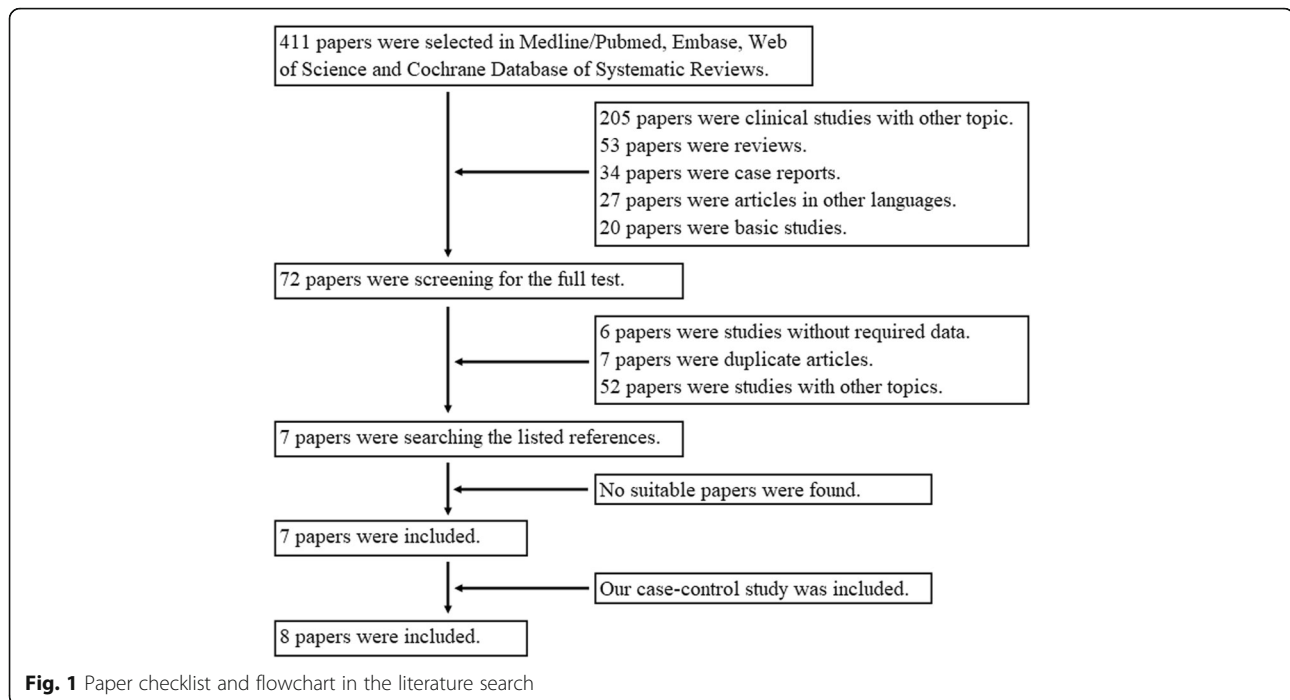 411 papers were selected in Medline/Pubmed, Embase, Web
of Science and Cochrane Database of Systematic Reviews.
205 papers were clinical studies with other topic.
53 papers were reviews.
34 papers were case reports.
27 papers were articles in other languages.
20 papers were basic studies.
72 papers were screening for the full test.
6 papers were studies without required data.
7 papers were duplicate articles.
52 papers were studies with other topics.
7 papers were searching the listed references.
No suitable papers were found.
7 papers were included.
Our case-control study was included.
8 papers were included.
Fig. 1 Paper checklist and flowchart in the literature search